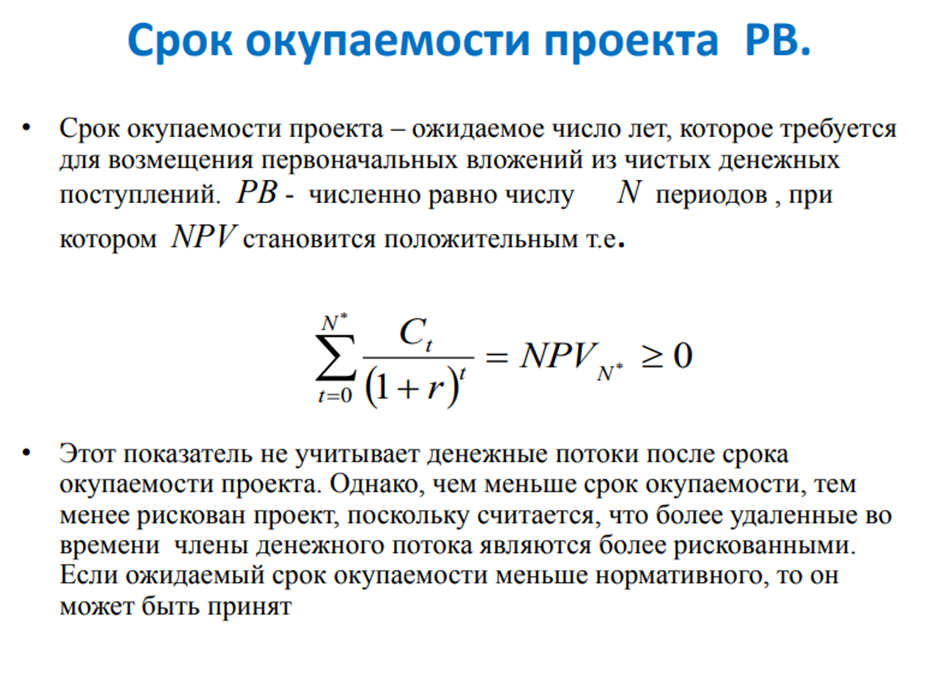 Срок окупаемости проекта РВ.
• Срок окупаемости проекта – ожидаемое число лет, которое требуется
для возмещения первоначальных вложений из чистых денежных
поступлений. PB - численно равно числу N периодов , при
котором NPV становится положительным т.е.
\sum_{t=0}^{N^*} \frac{C_t}{(1+r)^t} = NPV_{N^*} ≥ 0
• Этот показатель не учитывает денежные потоки после срока
окупаемости проекта. Однако, чем меньше срок окупаемости, тем
менее рискован проект, поскольку считается, что более удаленные во
времени члены денежного потока являются более рискованными.
Если ожидаемый срок окупаемости меньше нормативного, то он
может быть принят